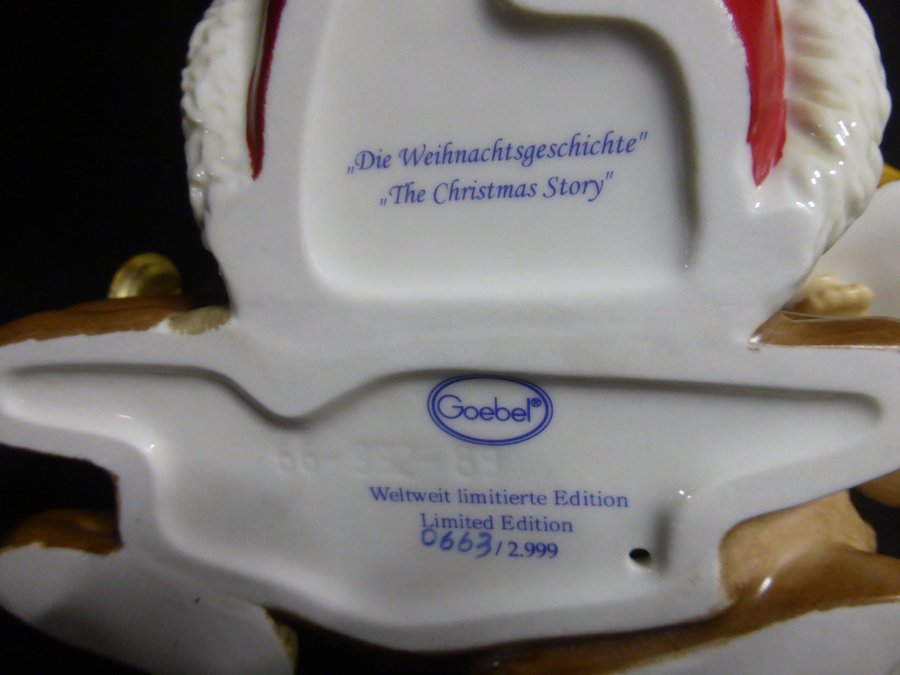 „Die Weihnachtsgeschichte"
„The Christmas Story"
Goebel®
Weltweit limitierte Edition
Limited Edition
0663 / 2.999